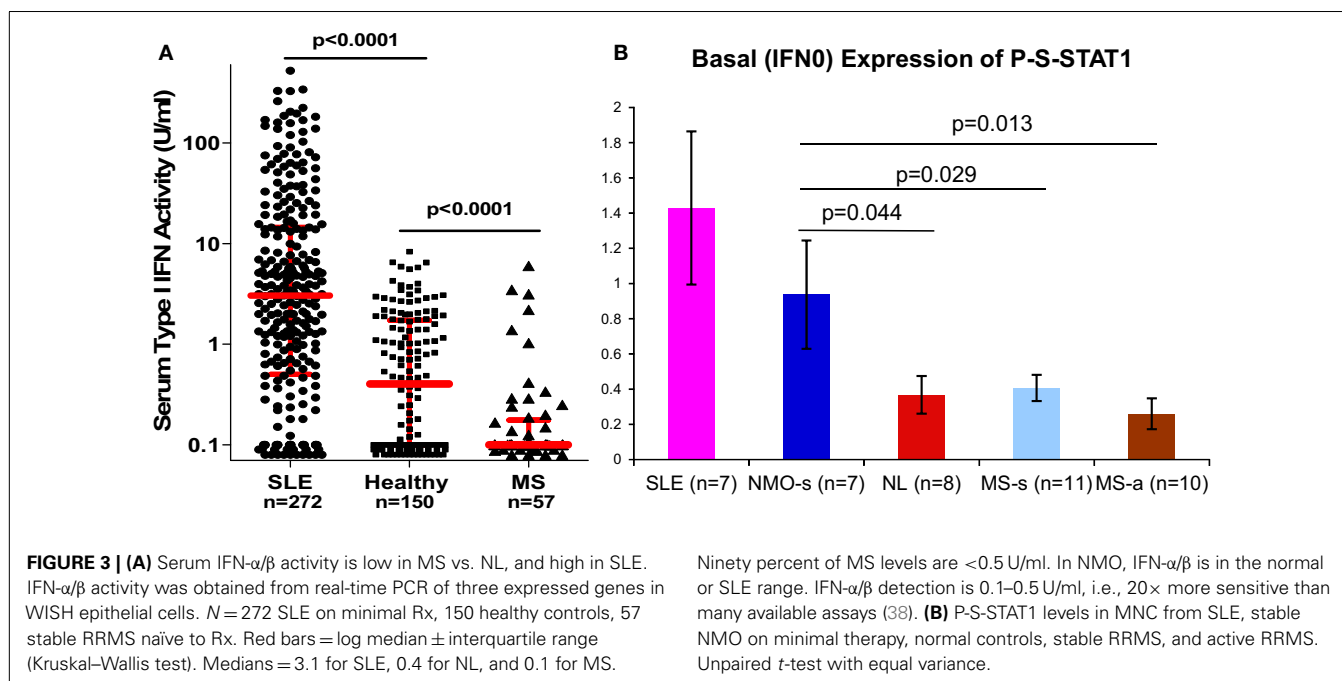 A
p<0.0001
Serum Type I IFN Activity (U/ml)
100
10
1
0.1
p<0.0001
SLE
n=272
Healthy
n=150
MS
n=57
B
Basal (IFN0) Expression of P-S-STAT1
2
1.8
1.6
1.4
1.2
1
0.8
0.6
0.4
0.2
0
p=0.013
p=0.029
p=0.044
SLE (n=7) NMO-s (n=7) NL (n=8) MS-s (n=11) MS-a (n=10)
FIGURE 3 | (A) Serum IFN-α/β activity is low in MS vs. NL, and high in SLE.
IFN-α/β activity was obtained from real-time PCR of three expressed genes in
WISH epithelial cells. N = 272 SLE on minimal Rx, 150 healthy controls, 57
stable RRMS naïve to Rx. Red bars = log median ± interquartile range
(Kruskal–Wallis test). Medians = 3.1 for SLE, 0.4 for NL, and 0.1 for MS.
Ninety percent of MS levels are <0.5 U/ml. In NMO, IFN-α/β is in the normal
or SLE range. IFN-α/β detection is 0.1–0.5 U/ml, i.e., 20× more sensitive than
many available assays (38). (B) P-S-STAT1 levels in MNC from SLE, stable
NMO on minimal therapy, normal controls, stable RRMS, and active RRMS.
Unpaired t-test with equal variance.